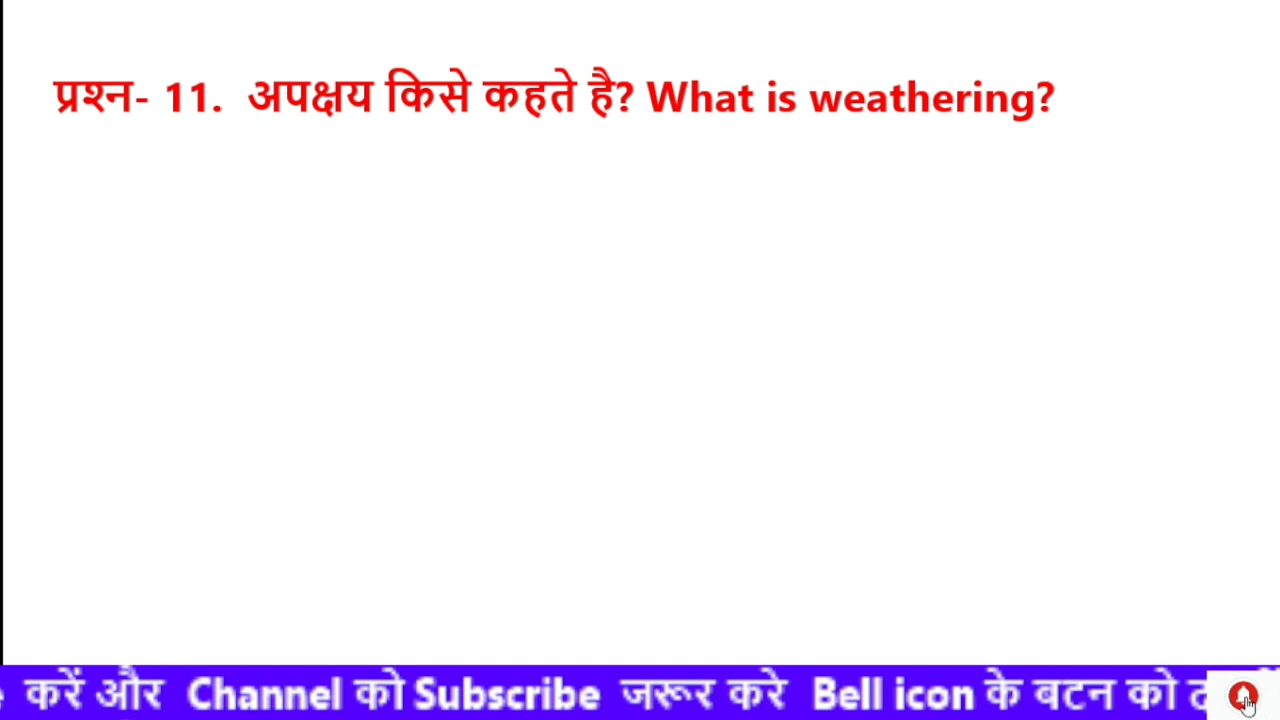 प्रश्न- 11. अपक्षय किसे कहते है? What is weathering?
करें और Channel को Subscribe जरूर करे Bell icon के बटन को